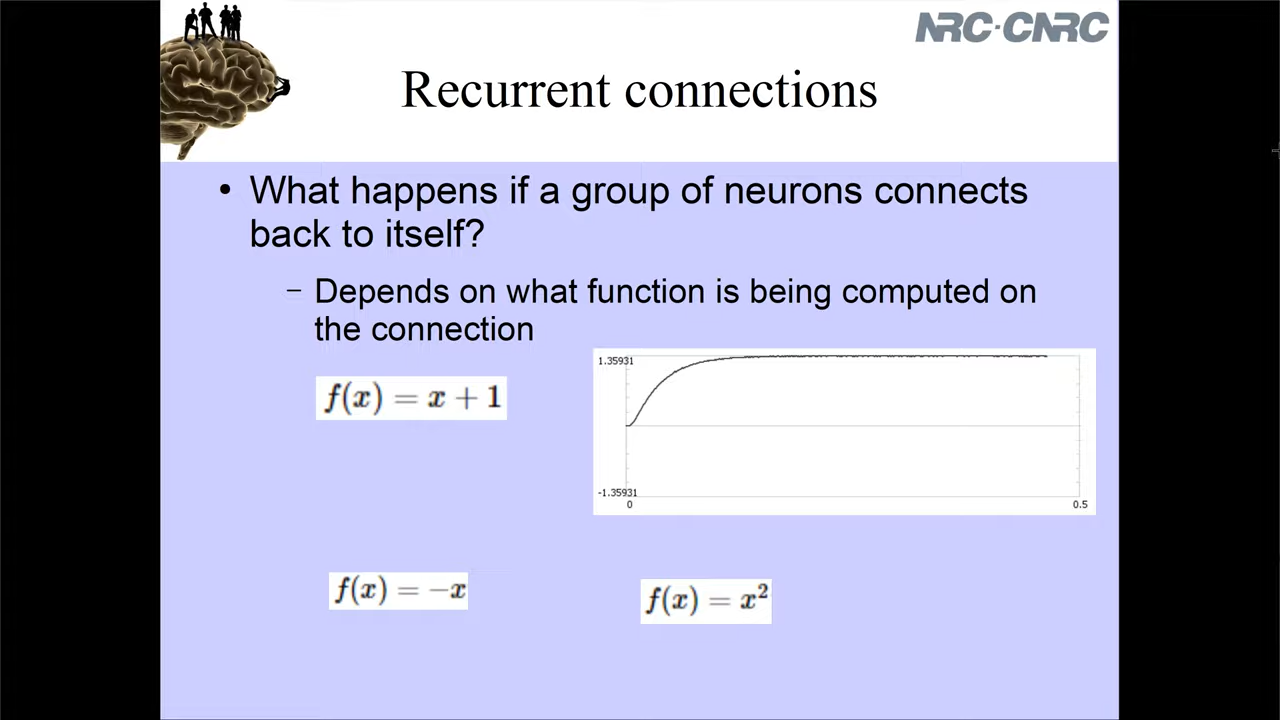 NRC·CNRC
Recurrent connections
• What happens if a group of neurons connects
back to itself?
– Depends on what function is being computed on
the connection
f(x) = x + 1
1.35931
-1.35931
0 0.5
f(x) = −x
f(x) = x²